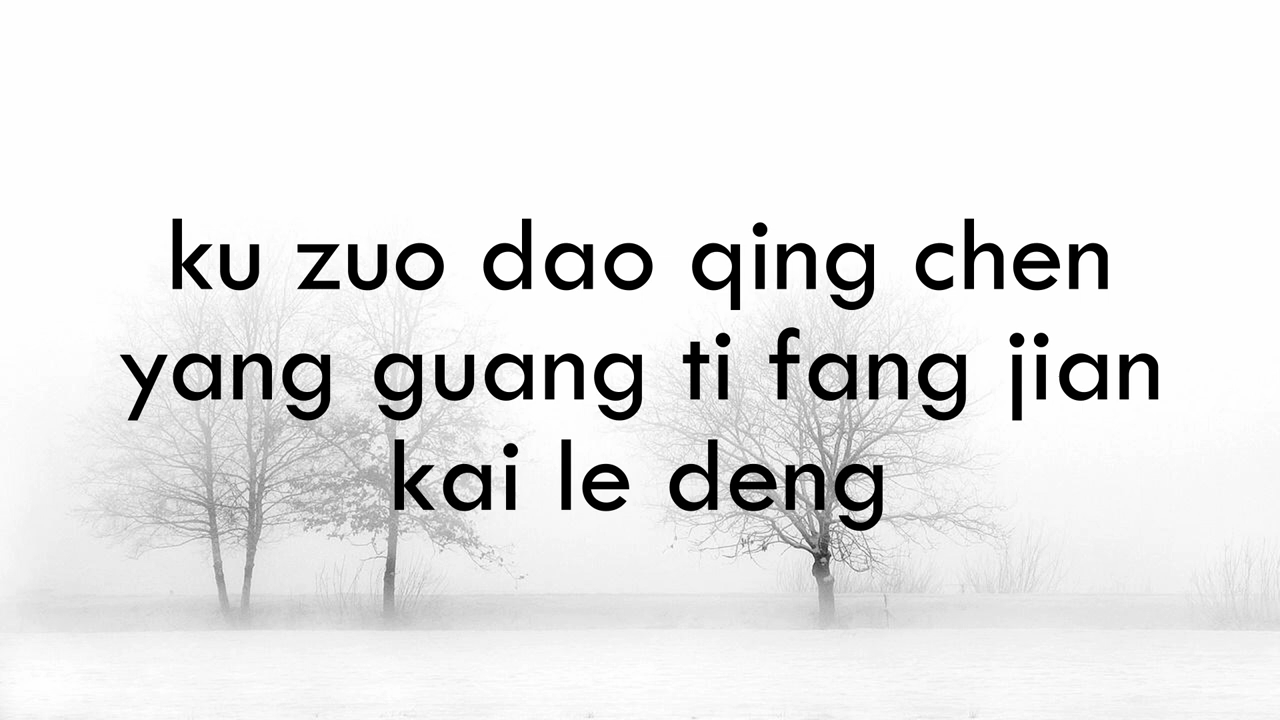 ku zuo dao qing chen
yang guang ti fang jian
kai le deng